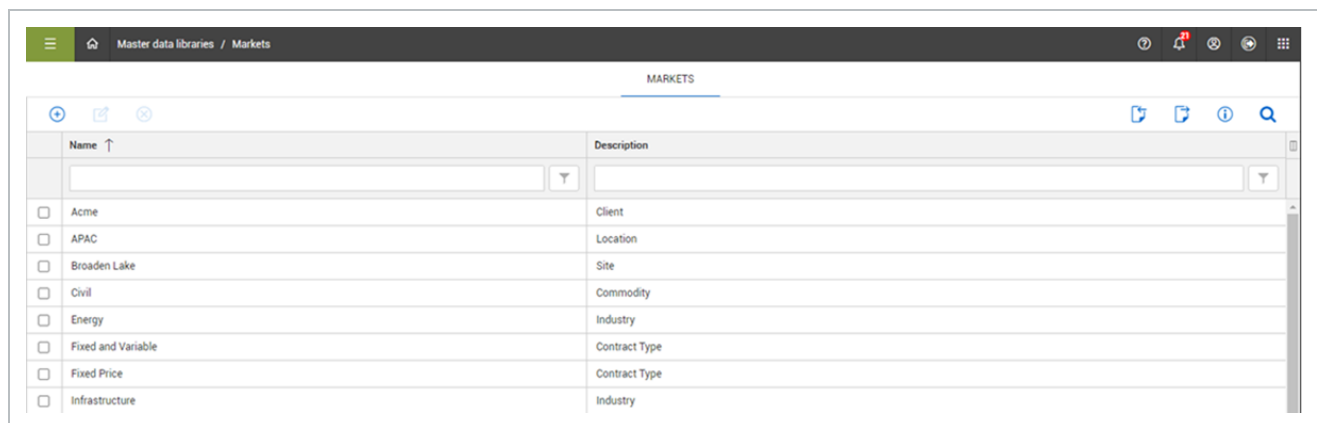 Master data libraries / Markets
21
MARKETS
Name Description
Acme Client
APAC Location
Broaden Lake Site
Civil Commodity
Energy Industry
Fixed and Variable Contract Type
Fixed Price Contract Type
Infrastructure Industry